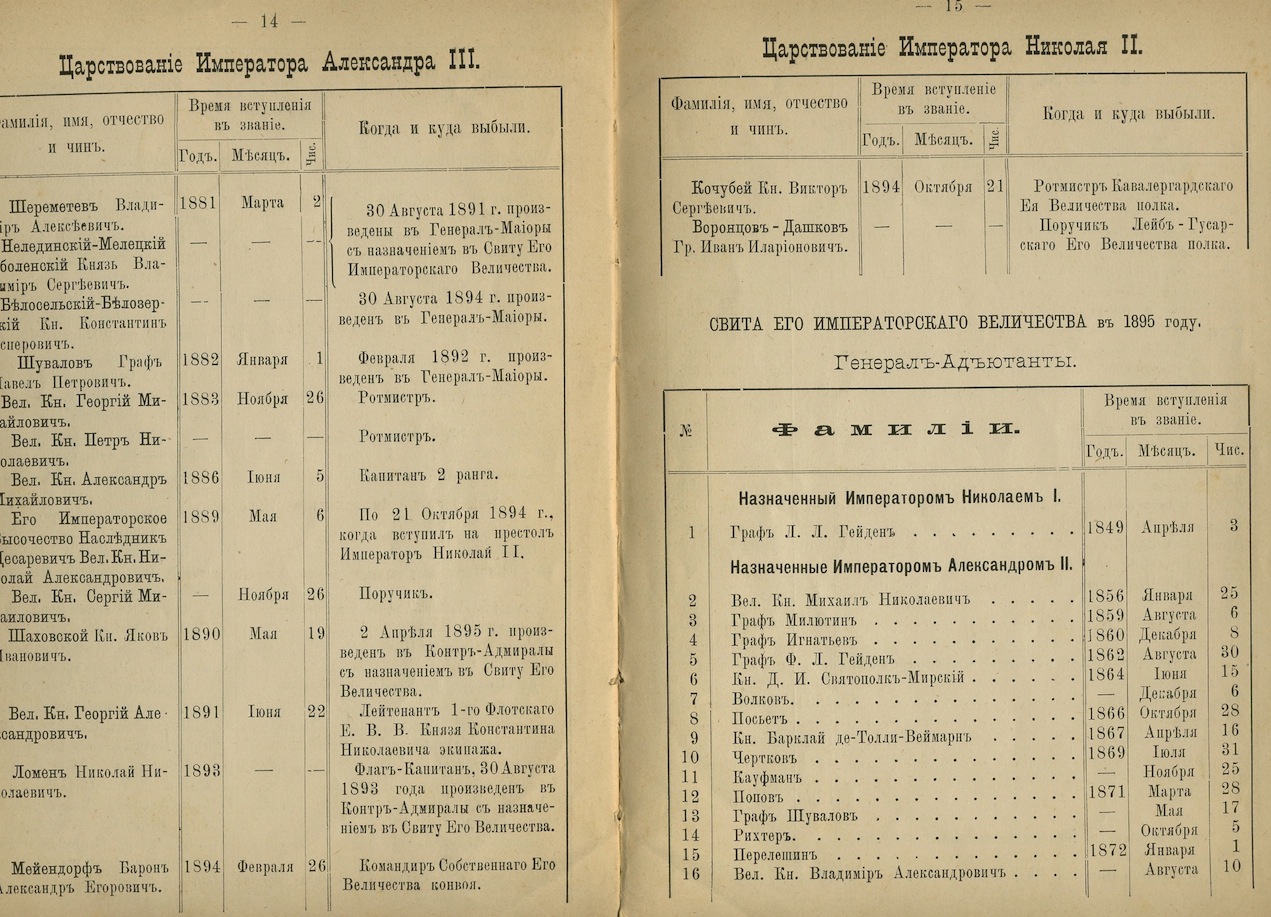 — 14 —
Царствованіе Императора Александра III.
амилія, имя, отчество
и чинъ.
Время вступленія
въ званіе.
Годъ. Мѣсяцъ. Чис.
Когда и куда выбыли.
Шереметевъ Влади- 1881 Марта 2 30 Августа 1891 г. произ-
іръ Алексѣевичъ. ведены въ Генералъ-Маіоры
Нелединскій-Мелецкій — — — съ назначеніемъ въ Свиту Его
боленскій Князь Вла- Императорскаго Величества.
иміръ Сергѣевичъ.
Бѣлосельскій-Бѣлозер- — — — 30 Августа 1894 г. произ-
кій Кн. Константинъ веденъ въ Генералъ-Маіоры.
сперовичъ.
Шуваловъ Графъ 1882 Января 1 Февраля 1892 г. произ-
авелъ Петровичъ. веденъ въ Генералъ-Маіоры.
Вел. Кн. Георгій Ми- 1883 Ноября 26 Ротмистръ.
айловичъ.
Вел. Кн. Петръ Ни- — — — Ротмистръ.
олаевичъ.
Вел. Кн. Александръ 1886 Іюня 5 Капитанъ 2 ранга.
Михайловичъ.
Его Императорское 1889 Мая 6 По 21 Октября 1894 г.,
ысочество Наслѣдникъ когда вступилъ на престолъ
Цесаревичъ Вел. Кн. Ни- Императоръ Николай II.
олай Александровичъ.
Вел. Кн. Сергій Ми- — Ноября 26 Поручикъ.
аиловичъ.
Шаховской Кн. Яковъ 1890 Мая 19 2 Апрѣля 1895 г. произ-
Ивановичъ. веденъ въ Контръ-Адмиралы
съ назначеніемъ въ Свиту Его
Величества.
Вел. Кн. Георгій Але- 1891 Іюня 22 Лейтенантъ 1-го Флотскаго
сандровичъ. Е. В. В. Князя Константина
Николаевича экипажа.
Ломенъ Николай Ни- 1893 — — Флагъ-Капитанъ, 30 Августа
олаевичъ. 1893 года произведенъ въ
Контръ-Адмиралы съ назначе-
ніемъ въ Свиту Его Величества.
Мейендорфъ Баронъ 1894 Февраля 26 Командиръ Собственнаго Его
Александръ Егоровичъ. Величества конвоя.
— 15 —
Царствованіе Императора Николая II.
Фамилія, имя, отчество
и чинъ.
Время вступленіе
въ званіе.
Годъ. Мѣсяцъ. Чис.
Когда и куда выбыли.
Кочубей Кн. Викторъ 1894 Октября 21 Ротмистръ Кавалергардскаго
Сергѣевичъ. Ея Величества полка.
Воронцовъ-Дашковъ — — — Поручикъ Лейбъ-Гусар-
Гр. Иванъ Иларіоновичъ. скаго Его Величества полка.
СВИТА ЕГО ИМПЕРАТОРСКАГО ВЕЛИЧЕСТВА въ 1895 году.
Генералъ-Адъютанты.
№ Фамиліи.
Время вступленія
въ званіе.
Годъ. Мѣсяцъ. Чис.
Назначенный Императоромъ Николаемъ I.
1 Графъ Л. Л. Гейденъ . . . . . . . . 1849 Апрѣля 3
Назначенные Императоромъ Александромъ II.
2 Вел. Кн. Михаилъ Николаевичъ . . . . . 1856 Января 25
3 Графъ Милютинъ . . . . . . . . . . 1859 Августа 6
4 Графъ Игнатьевъ . . . . . . . . . . 1860 Декабря 8
5 Графъ Ф. Л. Гейденъ . . . . . . . . 1862 Августа 30
6 Кн. Д. И. Святополкъ-Мирскій . . . . . 1864 Іюня 15
7 Волковъ. . . . . . . . . . . . . . — Декабря 6
8 Посьетъ . . . . . . . . . . . . . . 1866 Октября 28
9 Кн. Барклай де-Толли-Веймарнъ . . . . . 1867 Апрѣля 16
10 Чертковъ . . . . . . . . . . . . . 1869 Іюля 31
11 Кауфманъ . . . . . . . . . . . . . — Ноября 25
12 Поповъ . . . . . . . . . . . . . . 1871 Марта 28
13 Графъ Шуваловъ . . . . . . . . . . — Мая 17
14 Рихтеръ. . . . . . . . . . . . . . — Октября 5
15 Перелешинъ . . . . . . . . . . . . 1872 Января 1
16 Вел. Кн. Владиміръ Александровичъ . . . . — Августа 10